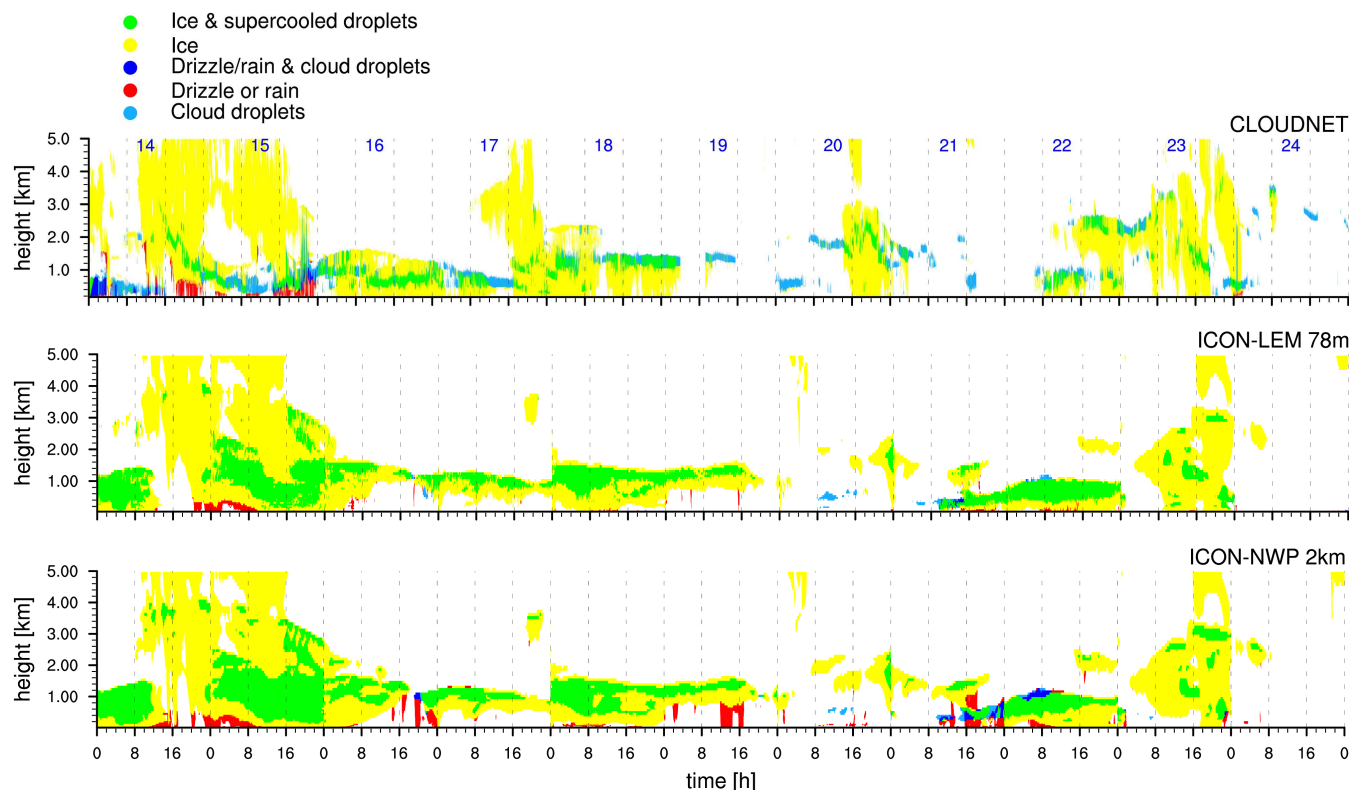 Ice & supercooled droplets
Ice
Drizzle/rain & cloud droplets
Drizzle or rain
Cloud droplets
CLOUDNET
14 15 16 17 18 19 20 21 22 23 24
height [km]
5.0
4.0
3.0
2.0
1.0
ICON-LEM 78m
height [km]
5.00
4.00
3.00
2.00
1.00
ICON-NWP 2km
height [km]
5.00
4.00
3.00
2.00
1.00
0 8 16 0 8 16 0 8 16 0 8 16 0 8 16 0 8 16 0 8 16 0 8 16 0 8 16 0 8 16 0 8 16 0
time [h]